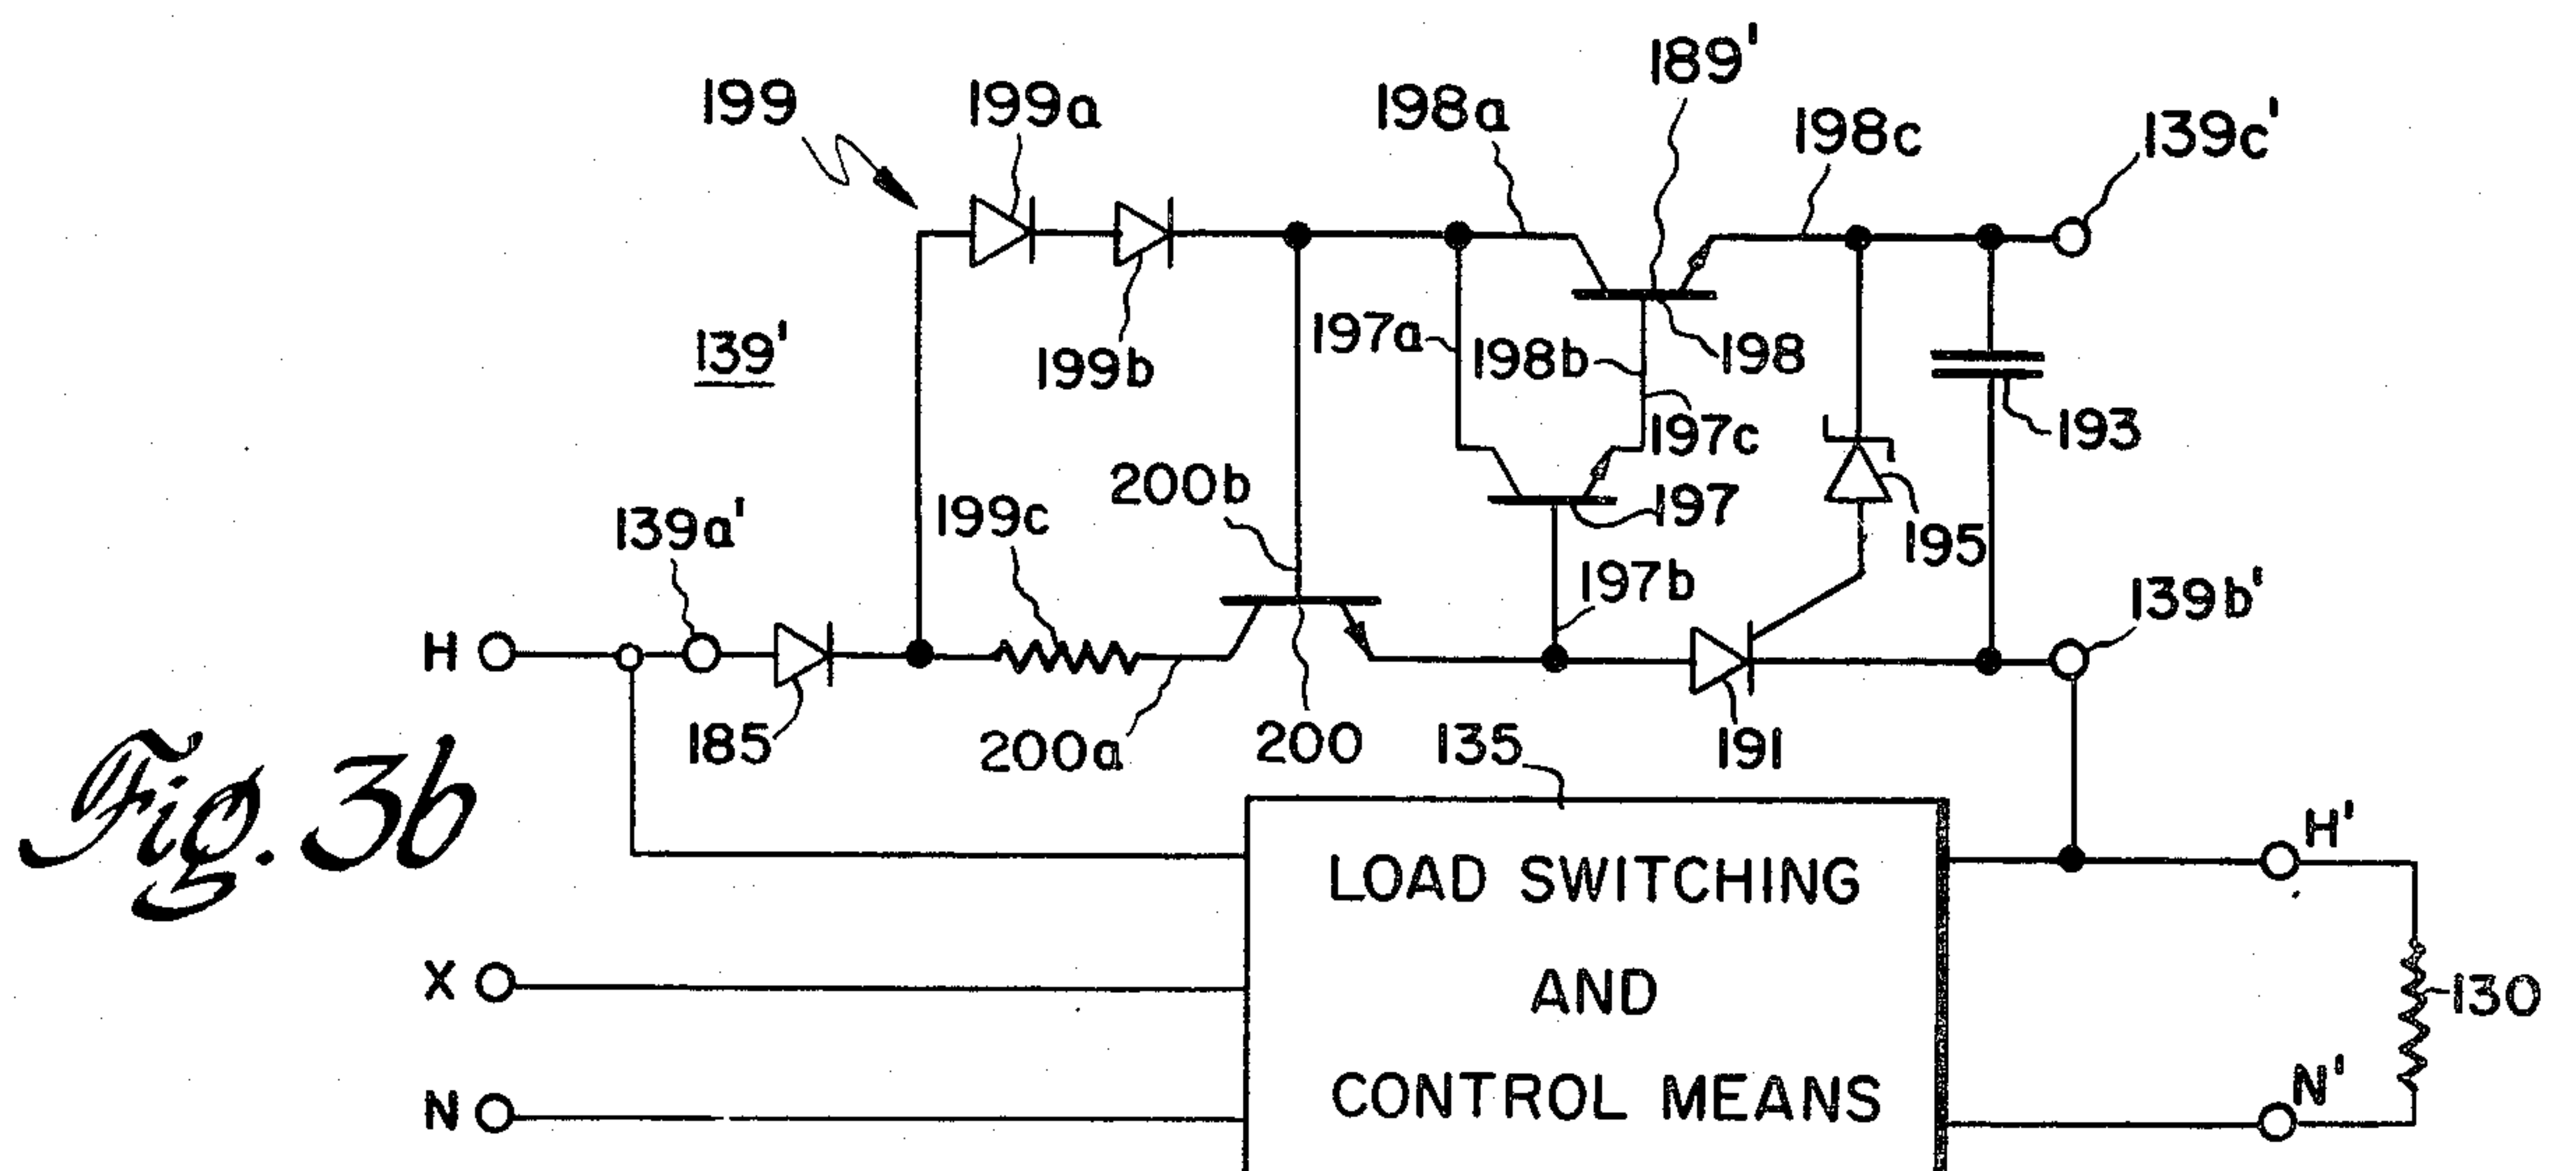 189'
199
199a
198a
198c
139c'
197a
198b
198
139'
199b
197c
193
200b
199c
197
195
139a'
197b
139b'
H
185
200a
200
135
191
Fig. 3b
LOAD SWITCHING
H'
AND
X
130
CONTROL MEANS
N
N'